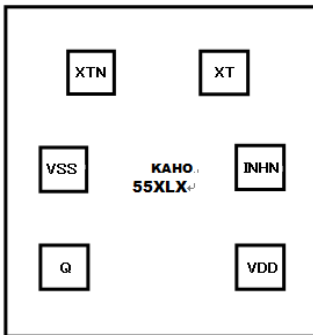 XTN XT
KAHO
VSS INHN
55XLX
Q VDD